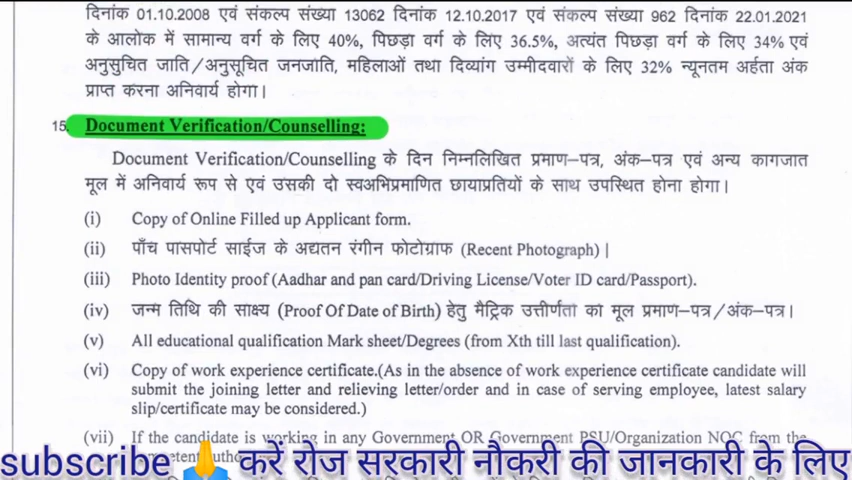 दिनांक 01.10.2008 एवं संकल्प संख्या 13062 दिनांक 12.10.2017 एवं संकल्प संख्या 962 दिनांक 22.01.2021
के आलोक में सामान्य वर्ग के लिए 40%, पिछड़ा वर्ग के लिए 36.5%, अत्यंत पिछड़ा वर्ग के लिए 34% एवं
अनुसुचित जाति/अनुसूचित जनजाति, महिलाओं तथा दिव्यांग उम्मीदवारों के लिए 32% न्यूनतम अर्हता अंक
प्राप्त करना अनिवार्य होगा।
15. Document Verification/Counselling:
Document Verification/Counselling के दिन निम्नलिखित प्रमाण–पत्र, अंक–पत्र एवं अन्य कागजात
मूल में अनिवार्य रूप से एवं उसकी दो स्वअभिप्रमाणित छायाप्रतियों के साथ उपस्थित होना होगा।
(i) Copy of Online Filled up Applicant form.
(ii) पाँच पासपोर्ट साईज के अद्यतन रंगीन फोटोग्राफ (Recent Photograph) |
(iii) Photo Identity proof (Aadhar and pan card/Driving License/Voter ID card/Passport).
(iv) जन्म तिथि की साक्ष्य (Proof Of Date of Birth) हेतु मैट्रिक उत्तीर्णता का मूल प्रमाण–पत्र/अंक–पत्र।
(v) All educational qualification Mark sheet/Degrees (from Xth till last qualification).
(vi) Copy of work experience certificate.(As in the absence of work experience certificate candidate will
submit the joining letter and relieving letter/order and in case of serving employee, latest salary
slip/certificate may be considered.)
(vii) If the candidate is working in any Government OR Government PSU/Organization NOC from the
subscribe 🙏 करें रोज सरकारी नौकरी की जानकारी के लिए